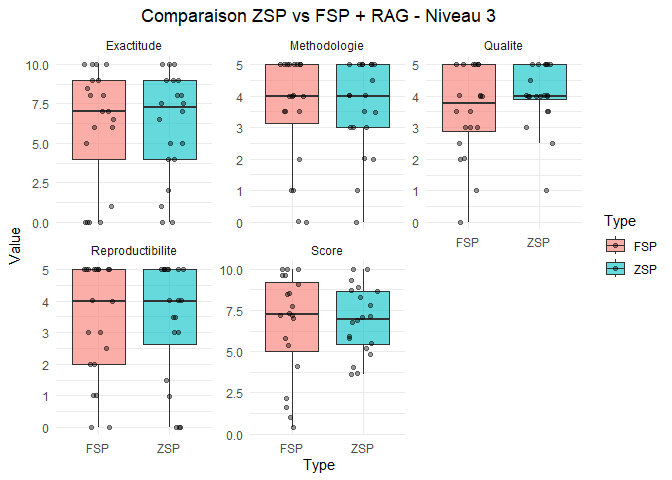 Comparaison ZSP vs FSP + RAG - Niveau 3
Exactitude
Methodologie
Qualite
10.0
7.5
5.0
2.5
0.0
5
4
3
2
1
0
5
4
3
2
1
0
FSP
ZSP
Reproductibilite
Score
5
4
3
2
1
0
10.0
7.5
5.0
2.5
0.0
FSP
ZSP
FSP
ZSP
Value
Type
Type
FSP
ZSP